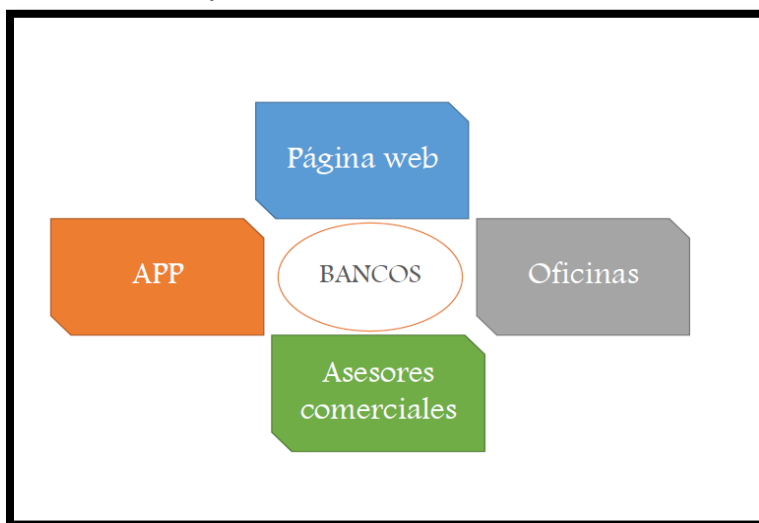 Página web
APP
BANCOS
Oficinas
Asesores
comerciales